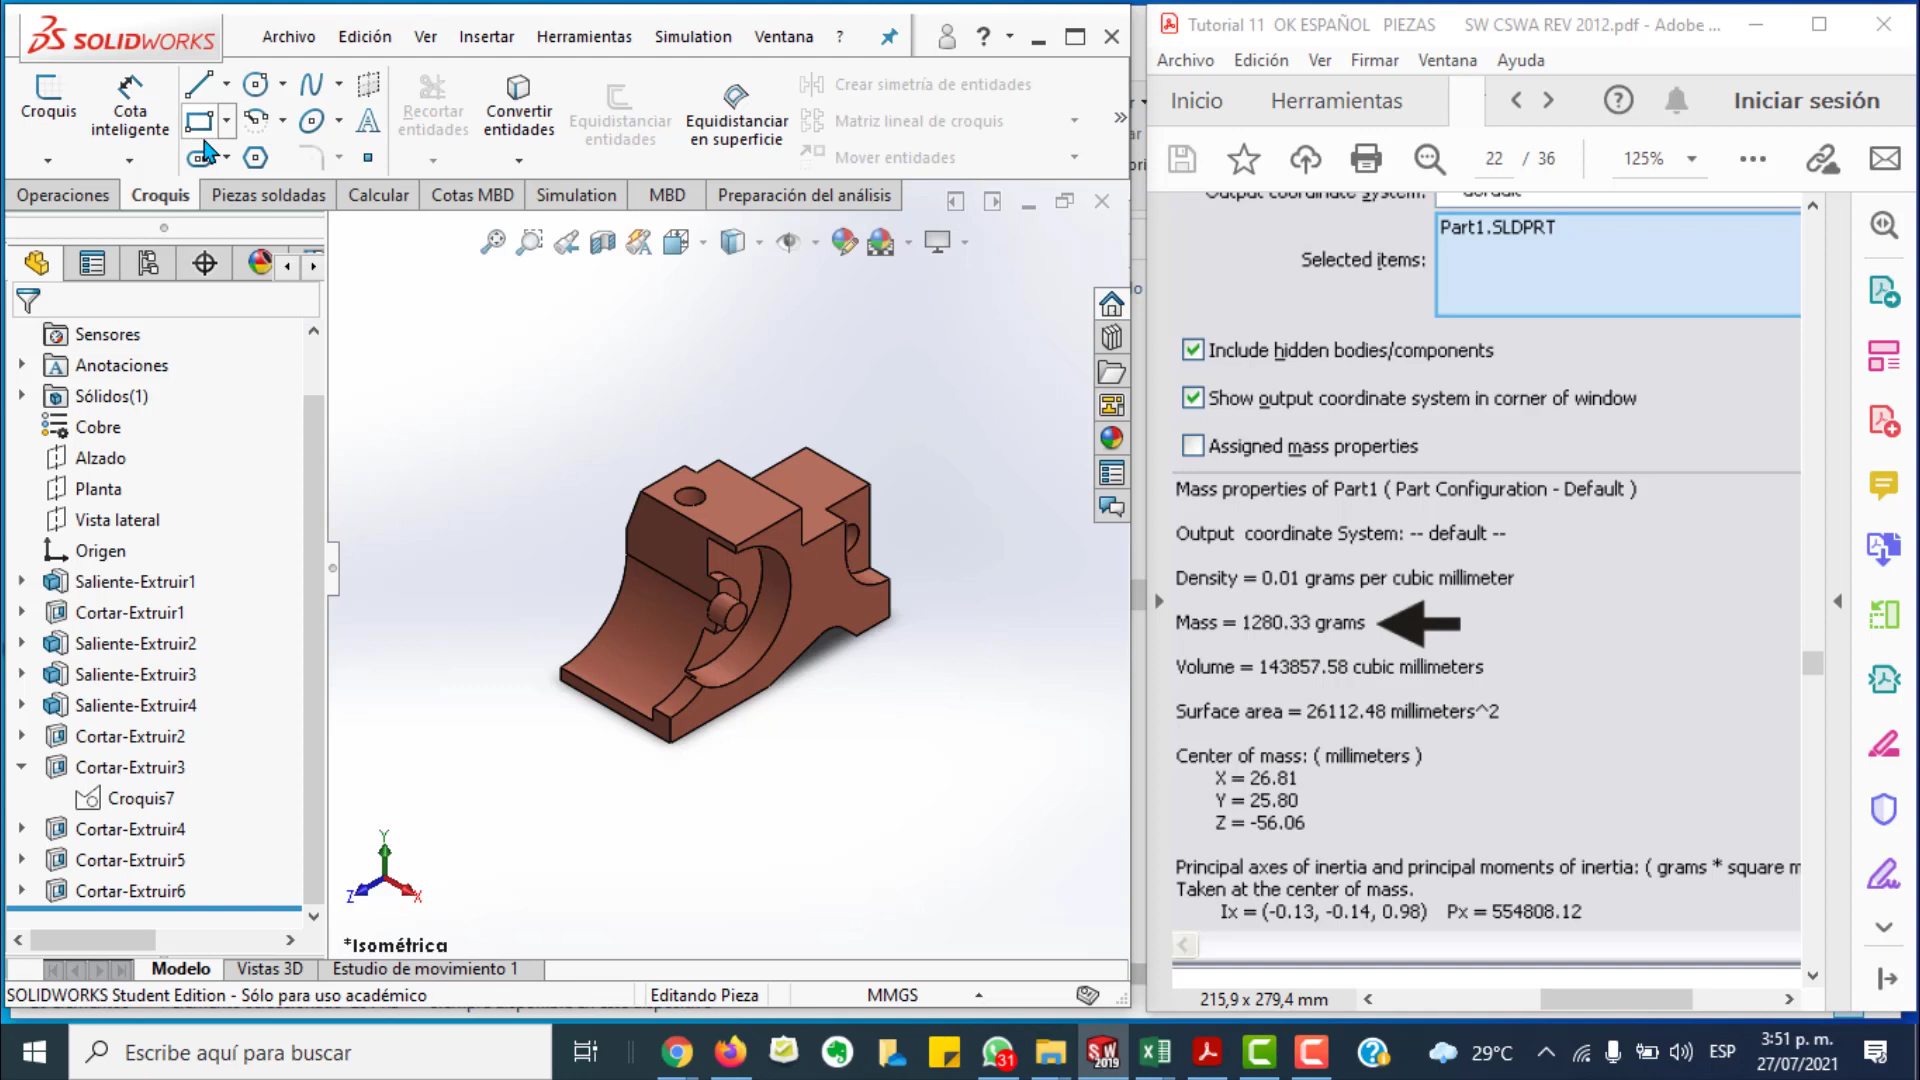 SOLIDWORKS
Archivo Edición Ver Insertar Herramientas Simulation Ventana ?
Croquis
Cota inteligente
Recortar entidades
Convertir entidades
Equidistanciar entidades
Equidistanciar en superficie
Crear simetría de entidades
Matriz lineal de croquis
Mover entidades
Operaciones Croquis Piezas soldadas Calcular Cotas MBD Simulation MBD Preparación del análisis
Sensores
Anotaciones
Sólidos(1)
Cobre
Alzado
Planta
Vista lateral
Origen
Saliente-Extruir1
Cortar-Extruir1
Saliente-Extruir2
Saliente-Extruir3
Saliente-Extruir4
Cortar-Extruir2
Cortar-Extruir3
Croquis7
Cortar-Extruir4
Cortar-Extruir5
Cortar-Extruir6
Y
Z
X
*Isométrica
Modelo Vistas 3D Estudio de movimiento 1
SOLIDWORKS Student Edition - Sólo para uso académico Editando Pieza MMGS
Tutorial 11 OK ESPAÑOL PIEZAS SW CSWA REV 2012.pdf - Adobe ...
Archivo Edición Ver Firmar Ventana Ayuda
Inicio Herramientas Iniciar sesión
22 / 36 125%
Output coordinate system:
Part1.SLDPRT
Selected items:
Include hidden bodies/components
Show output coordinate system in corner of window
Assigned mass properties
Mass properties of Part1 ( Part Configuration - Default )
Output coordinate System: -- default --
Density = 0.01 grams per cubic millimeter
Mass = 1280.33 grams
Volume = 143857.58 cubic millimeters
Surface area = 26112.48 millimeters^2
Center of mass: ( millimeters )
X = 26.81
Y = 25.80
Z = -56.06
Principal axes of inertia and principal moments of inertia: ( grams * square m
Taken at the center of mass.
Ix = (-0.13, -0.14, 0.98) Px = 554808.12
215,9 x 279,4 mm
Escribe aquí para buscar
31
SW 2019
29°C
ESP
3:51 p. m.
27/07/2021